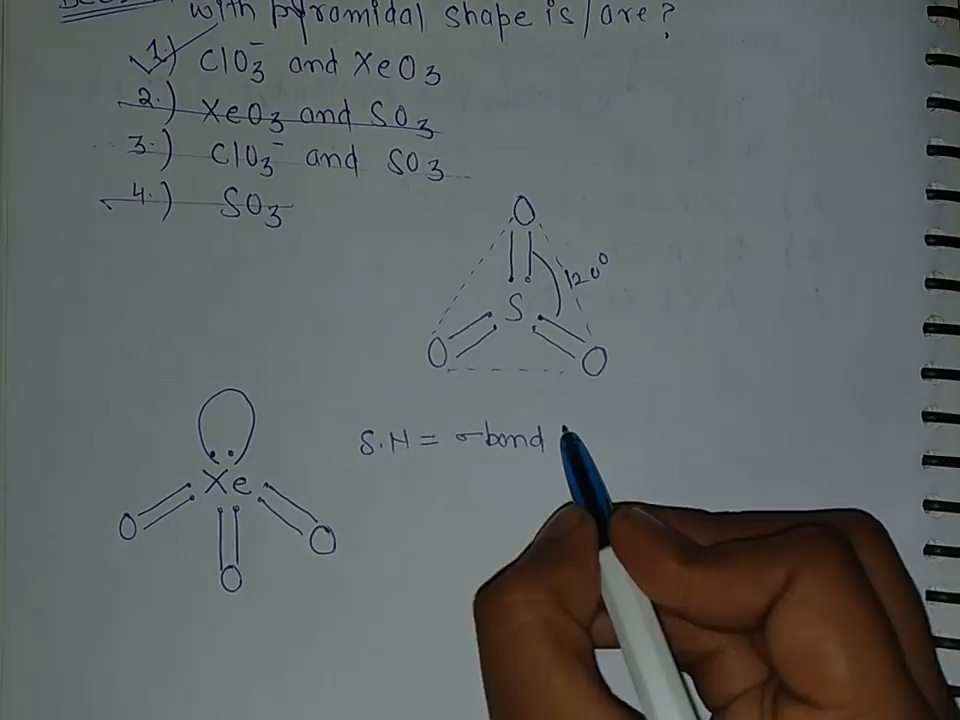 with pyramidal shape is/are?
1.) ClO3⁻ and XeO3
2.) XeO3 and SO3
3.) ClO3⁻ and SO3
4.) SO3
O
120°
S
O O
S.N = σ-bond
Xe
O O
O